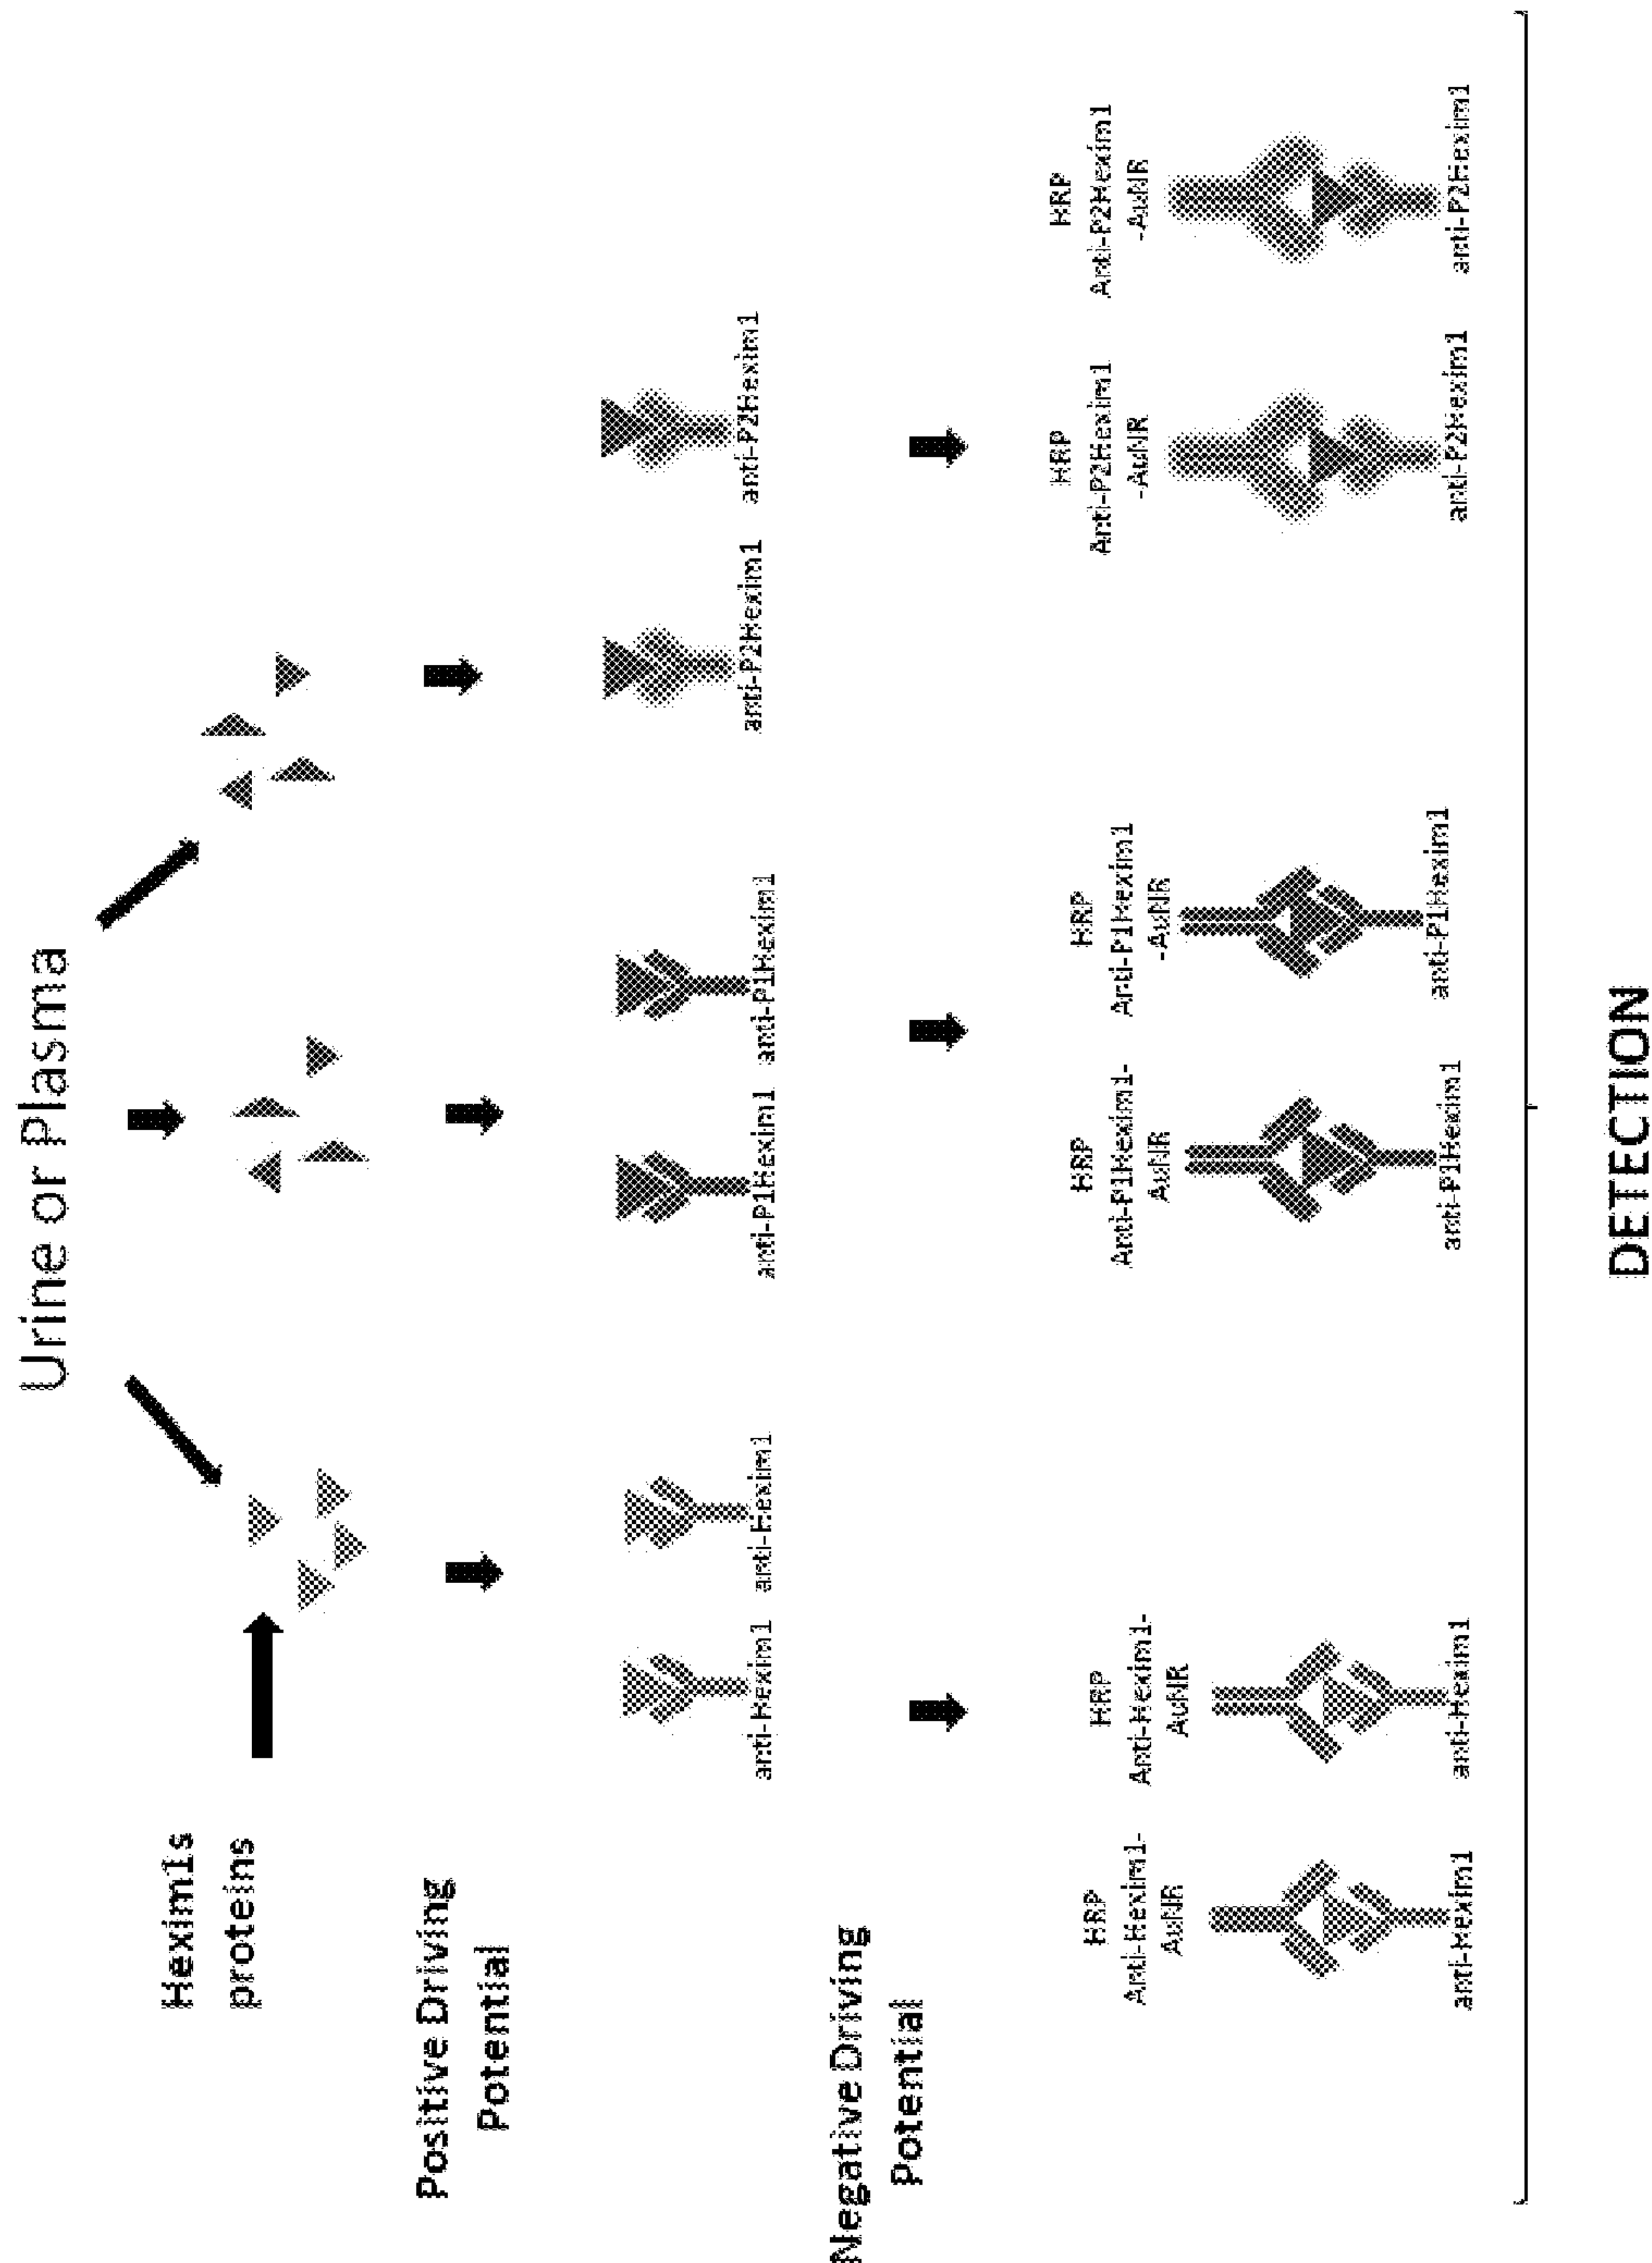 Urine or Plasma
Hexim1s
proteins
Positive Driving
Potential
anti-Hexim1
anti-Hexim1
anti-P1Hexim1
anti-P1Hexim1
anti-P2Hexim1
anti-P2Hexim1
Negative Driving
Potential
HRP
Anti-Hexim1-
AuNR
HRP
Anti-Hexim1-
AuNR
HRP
Anti-P1Hexim1-
AuNR
HRP
Anti-P1Hexim1
-AuNR
HRP
Anti-P2Hexim1
-AuNR
HRP
Anti-P2Hexim1
-AuNR
anti-Hexim1
anti-Hexim1
anti-P1Hexim1
anti-P1Hexim1
anti-P2Hexim1
anti-P2Hexim1
DETECTION